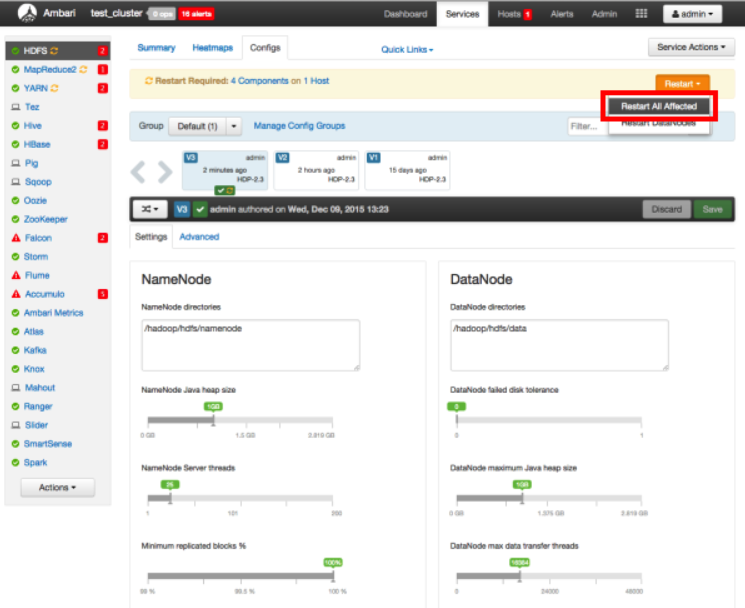 Ambari test_cluster 0 ops 16 alerts Dashboard Services Hosts 1 Alerts Admin admin
HDFS 2
MapReduce2 1
YARN 2
Tez
Hive 2
HBase 2
Pig
Sqoop
Oozie
ZooKeeper
Falcon 2
Storm
Flume
Accumulo 5
Ambari Metrics
Atlas
Kafka
Knox
Mahout
Ranger
Slider
SmartSense
Spark
Actions
Summary Heatmaps Configs Quick Links Service Actions
Restart Required: 4 Components on 1 Host Restart
Restart All Affected
Restart DataNodes
Group Default (1) Manage Config Groups Filter...
V3 admin
2 minutes ago
HDP-2.3
V2 admin
2 hours ago
HDP-2.3
V1 admin
15 days ago
HDP-2.3
V3 admin authored on Wed, Dec 09, 2015 13:23 Discard Save
Settings Advanced
NameNode
NameNode directories
/hadoop/hdfs/namenode
NameNode Java heap size
1GB
0 GB 1.5 GB 2.819 GB
NameNode Server threads
25
1 101 200
Minimum replicated blocks %
100%
99 % 99.5 % 100 %
DataNode
DataNode directories
/hadoop/hdfs/data
DataNode failed disk tolerance
0
0 1
DataNode maximum Java heap size
1GB
0 GB 1.375 GB 2.819 GB
DataNode max data transfer threads
16384
0 24000 48000